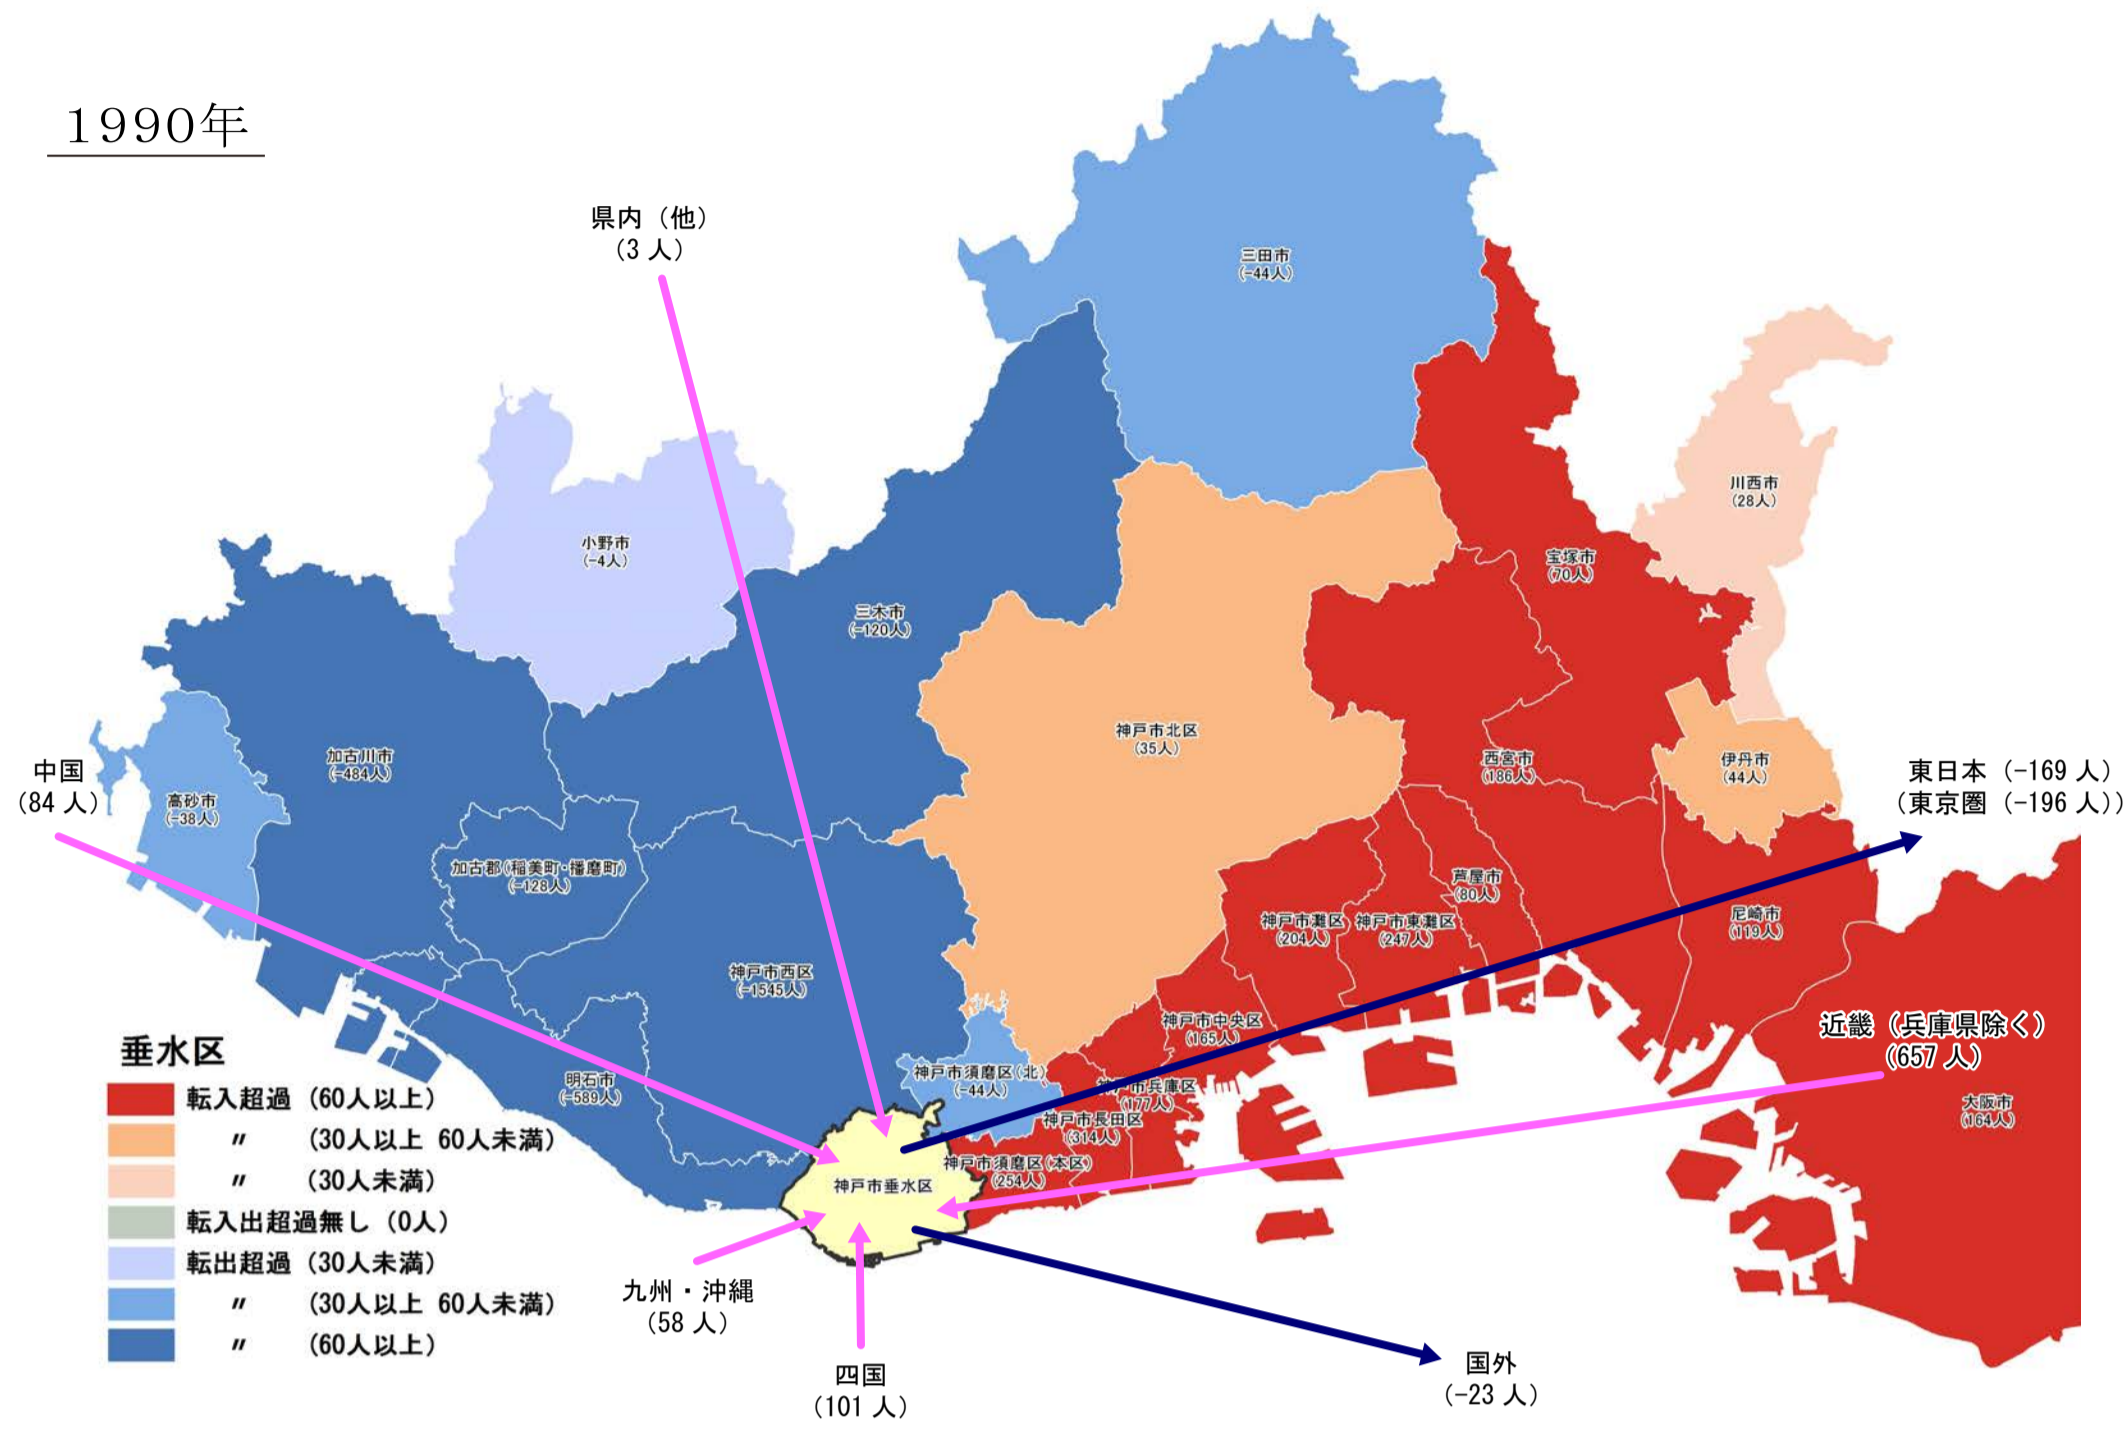 1990年
県内（他）
（3 人）
三田市
（-44人）
川西市
（28人）
小野市
（-4人）
宝塚市
（70人）
三木市
（-120人）
神戸市北区
（35人）
加古川市
（-484人）
西宮市
（186人）
伊丹市
（44人）
中国
（84 人）
高砂市
（-38人）
東日本（-169 人）
（東京圏（-196 人））
加古郡（稲美町・播磨町）
（-128人）
芦屋市
（80人）
神戸市灘区
（204人）
神戸市東灘区
（247人）
尼崎市
（119人）
神戸市西区
（-1545人）
神戸市中央区
（165人）
近畿（兵庫県除く）
（657 人）
明石市
（-589人）
神戸市須磨区（北）
（-44人）
神戸市兵庫区
（177人）
神戸市長田区
（314人）
大阪市
（164人）
神戸市須磨区（本区）
（254人）
神戸市垂水区
垂水区
転入超過（60人以上）
〃 （30人以上 60人未満）
〃 （30人未満）
転入出超過無し（0人）
転出超過（30人未満）
〃 （30人以上 60人未満）
〃 （60人以上）
九州・沖縄
（58 人）
四国
（101 人）
国外
（-23 人）